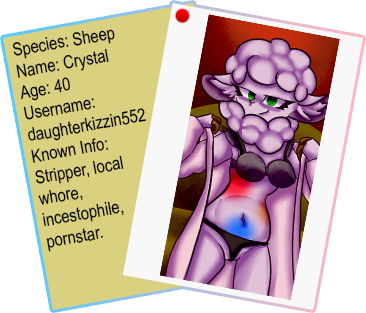 Species: Sheep
Name: Crystal
Age: 40
Username:
daughterkizzin552
Known Info:
Stripper, local
whore,
incestophile,
pornstar.